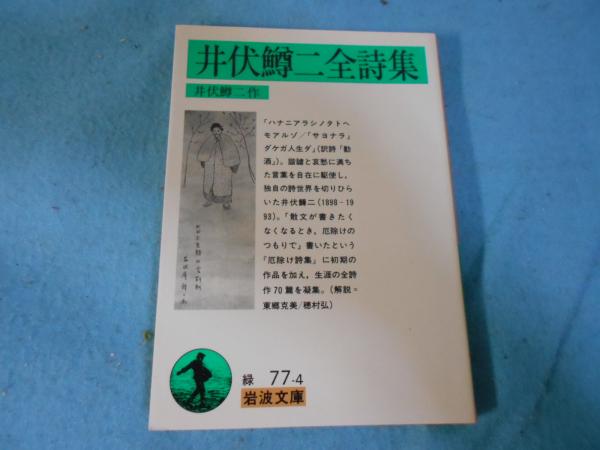 井伏鱒二全詩集
井伏鱒二作
「ハナニアラシノタトヘ
モアルゾ／「サヨナラ」
ダケガ人生ダ」(訳詩「勧
酒」)。諧謔と哀愁に満ち
た言葉を自在に駆使し,
独自の詩世界を切りひら
いた井伏鱒二(1898‐19
93)。「散文が書きたく
なくなるとき,厄除けの
つもりで」書いたという
「厄除け詩集」に初期の
作品を加え,生涯の全詩
作70篇を凝集。(解説＝
東郷克美/穂村弘)
緑 77-4
岩波文庫